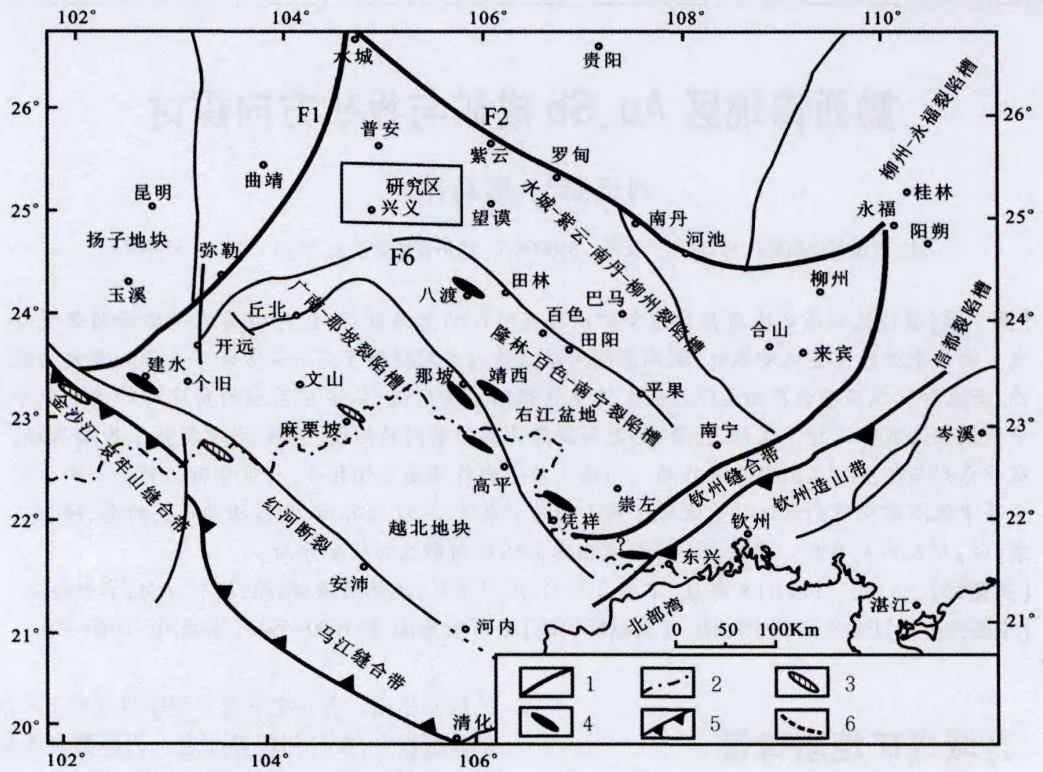 102 104 106 108 110
水城
贵阳
26° 26°
F1
F2
普安
紫云
罗甸
柳州-永福裂陷槽
曲靖
研究区
兴义
望谟
水城-紫云-南丹-柳州裂陷槽
昆明
桂林
25° 25°
南丹
永福
阳朔
扬子地块
弥勒
F6
河池
玉溪
八渡
田林
柳州
巴马
24° 24°
丘北
广南-那坡裂陷槽
百色
合山
来宾
信都裂陷槽
开远
田阳
隆林-百色-南宁裂陷槽
建水
个旧
文山
那坡
靖西
平果
23° 23°
金沙江-哀牢山缝合带
麻栗坡
右江盆地
南宁
岑溪
高平
钦州缝合带
钦州造山带
崇左
22° 22°
红河断裂
越北地块
凭祥
钦州
?
东兴
安沛
北部湾
湛江
21° 21°
马江缝合带
河内
0 50 100Km
1 2 3
4 5 6
20°
清化
102 104 106